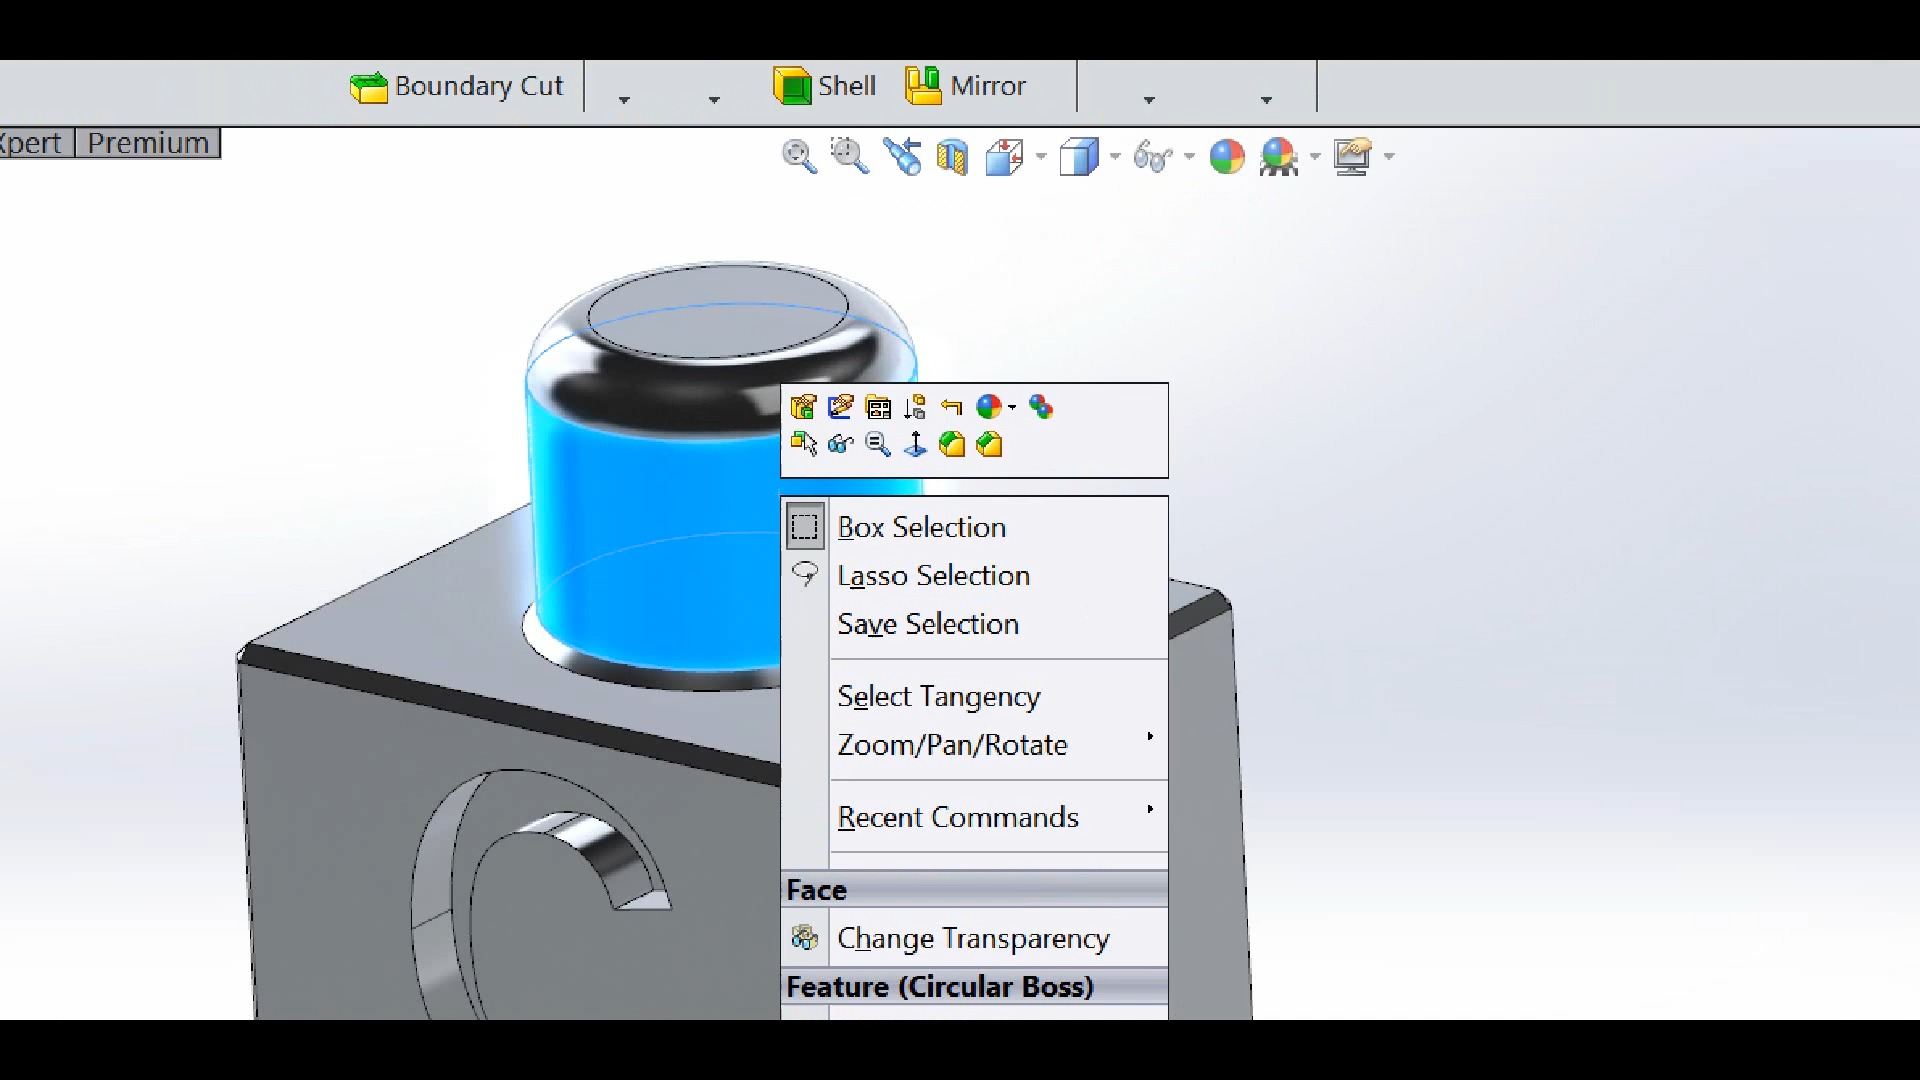 Boundary Cut
Shell
Mirror
Xpert
Premium
Box Selection
Lasso Selection
Save Selection
Select Tangency
Zoom/Pan/Rotate
Recent Commands
Face
Change Transparency
Feature (Circular Boss)
C